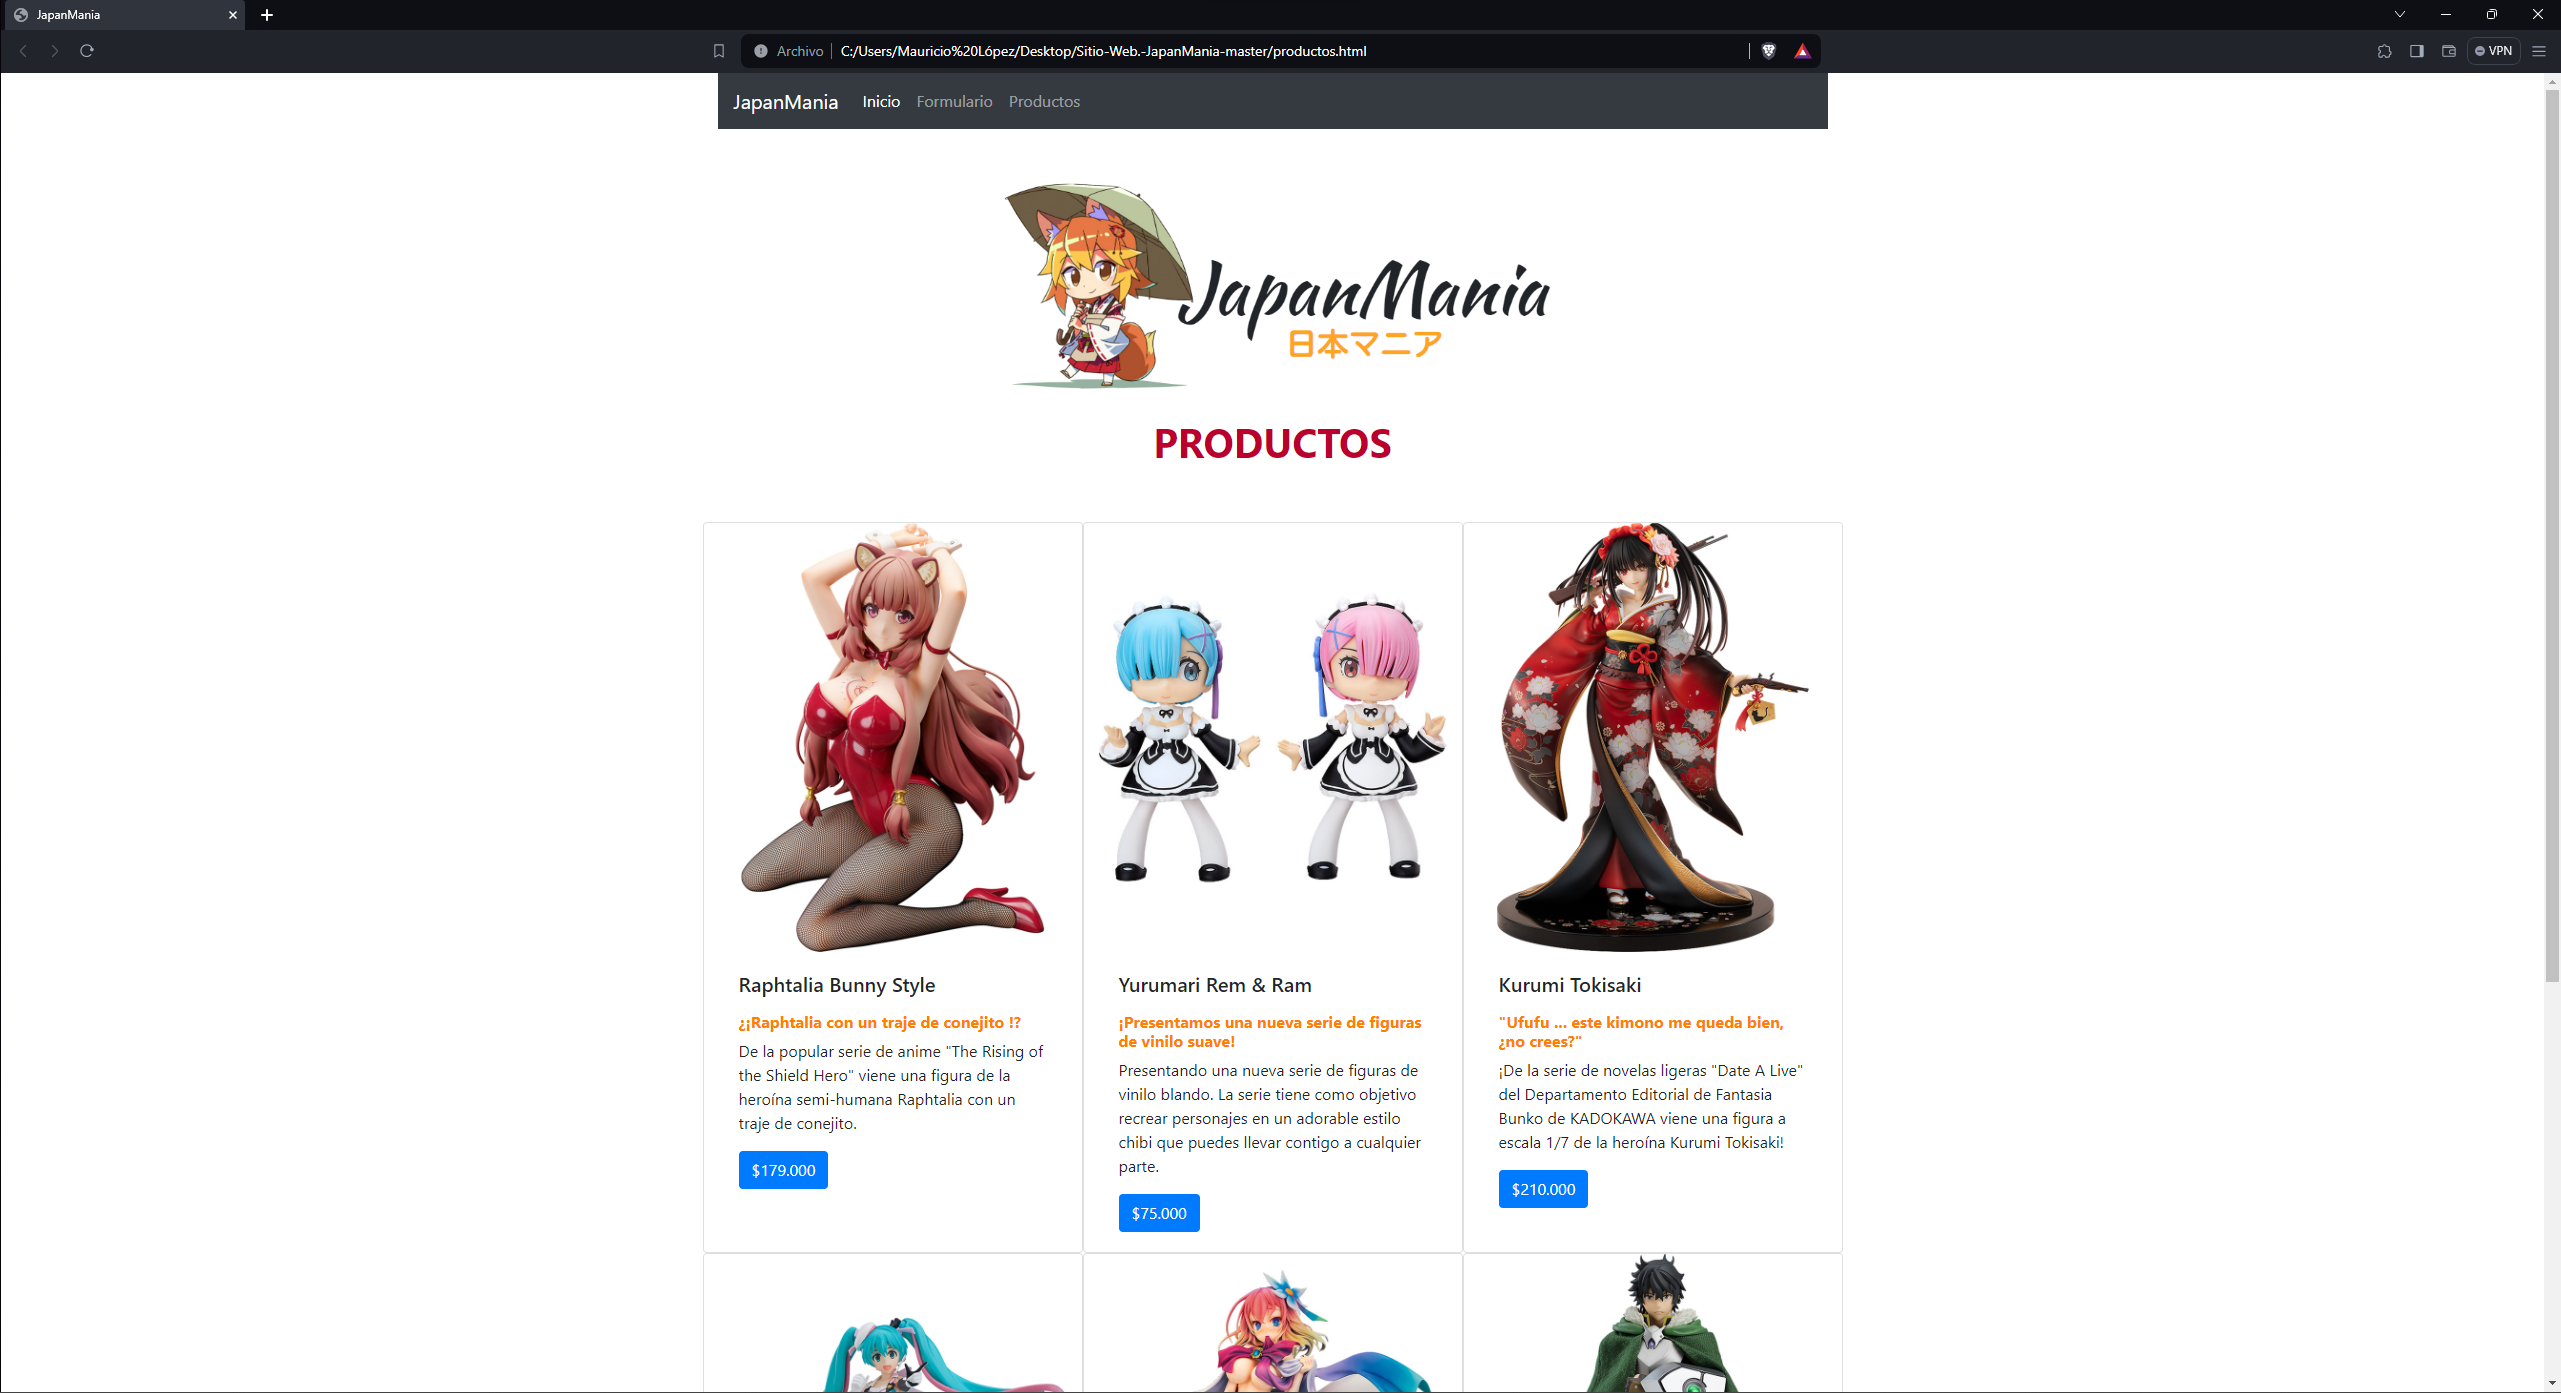 JapanMania
Archivo C:/Users/Mauricio%20López/Desktop/Sitio-Web.-JapanMania-master/productos.html
VPN
JapanMania Inicio Formulario Productos
JapanMania
日本マニア
PRODUCTOS
Raphtalia Bunny Style
¿¡Raphtalia con un traje de conejito !?
De la popular serie de anime "The Rising of
the Shield Hero" viene una figura de la
heroína semi-humana Raphtalia con un
traje de conejito.
$179.000
Yurumari Rem & Ram
¡Presentamos una nueva serie de figuras
de vinilo suave!
Presentando una nueva serie de figuras de
vinilo blando. La serie tiene como objetivo
recrear personajes en un adorable estilo
chibi que puedes llevar contigo a cualquier
parte.
$75.000
Kurumi Tokisaki
"Ufufu ... este kimono me queda bien,
¿no crees?"
¡De la serie de novelas ligeras "Date A Live"
del Departamento Editorial de Fantasia
Bunko de KADOKAWA viene una figura a
escala 1/7 de la heroína Kurumi Tokisaki!
$210.000